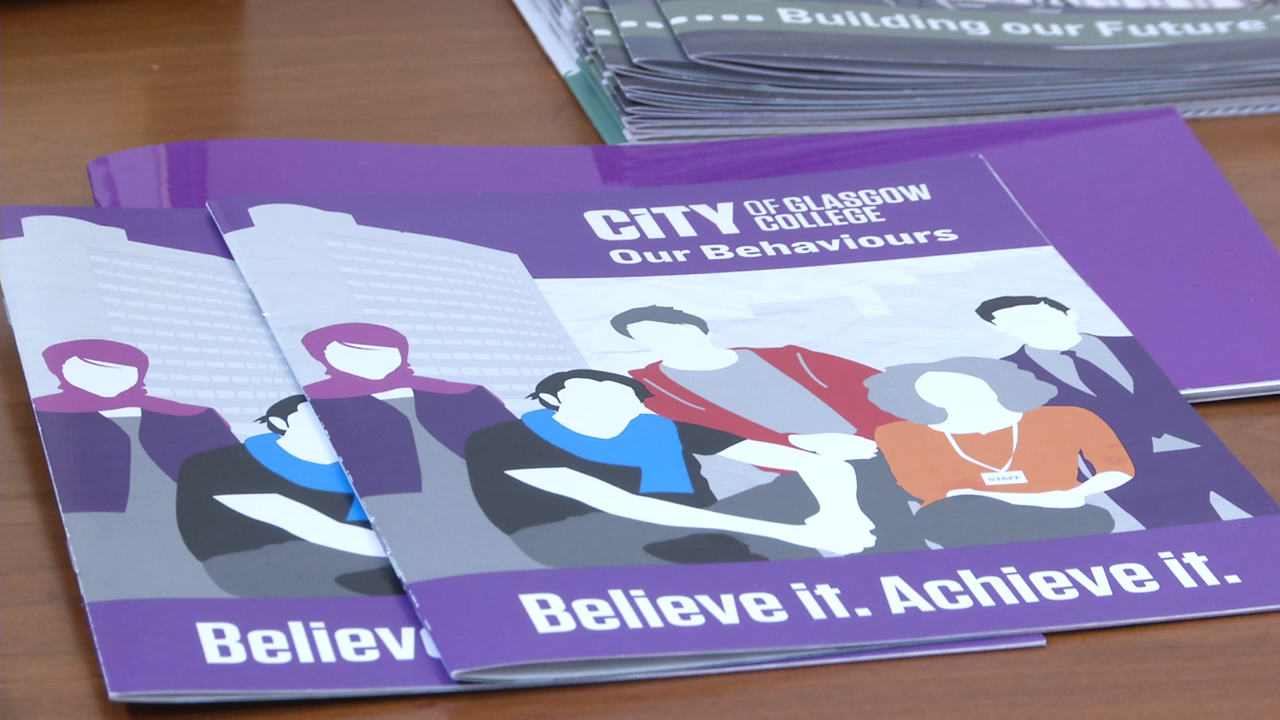 Building our Future
CiTY OF GLASGOW
COLLEGE
Our Behaviours
STAFF
Believe it. Achieve it.
Believe